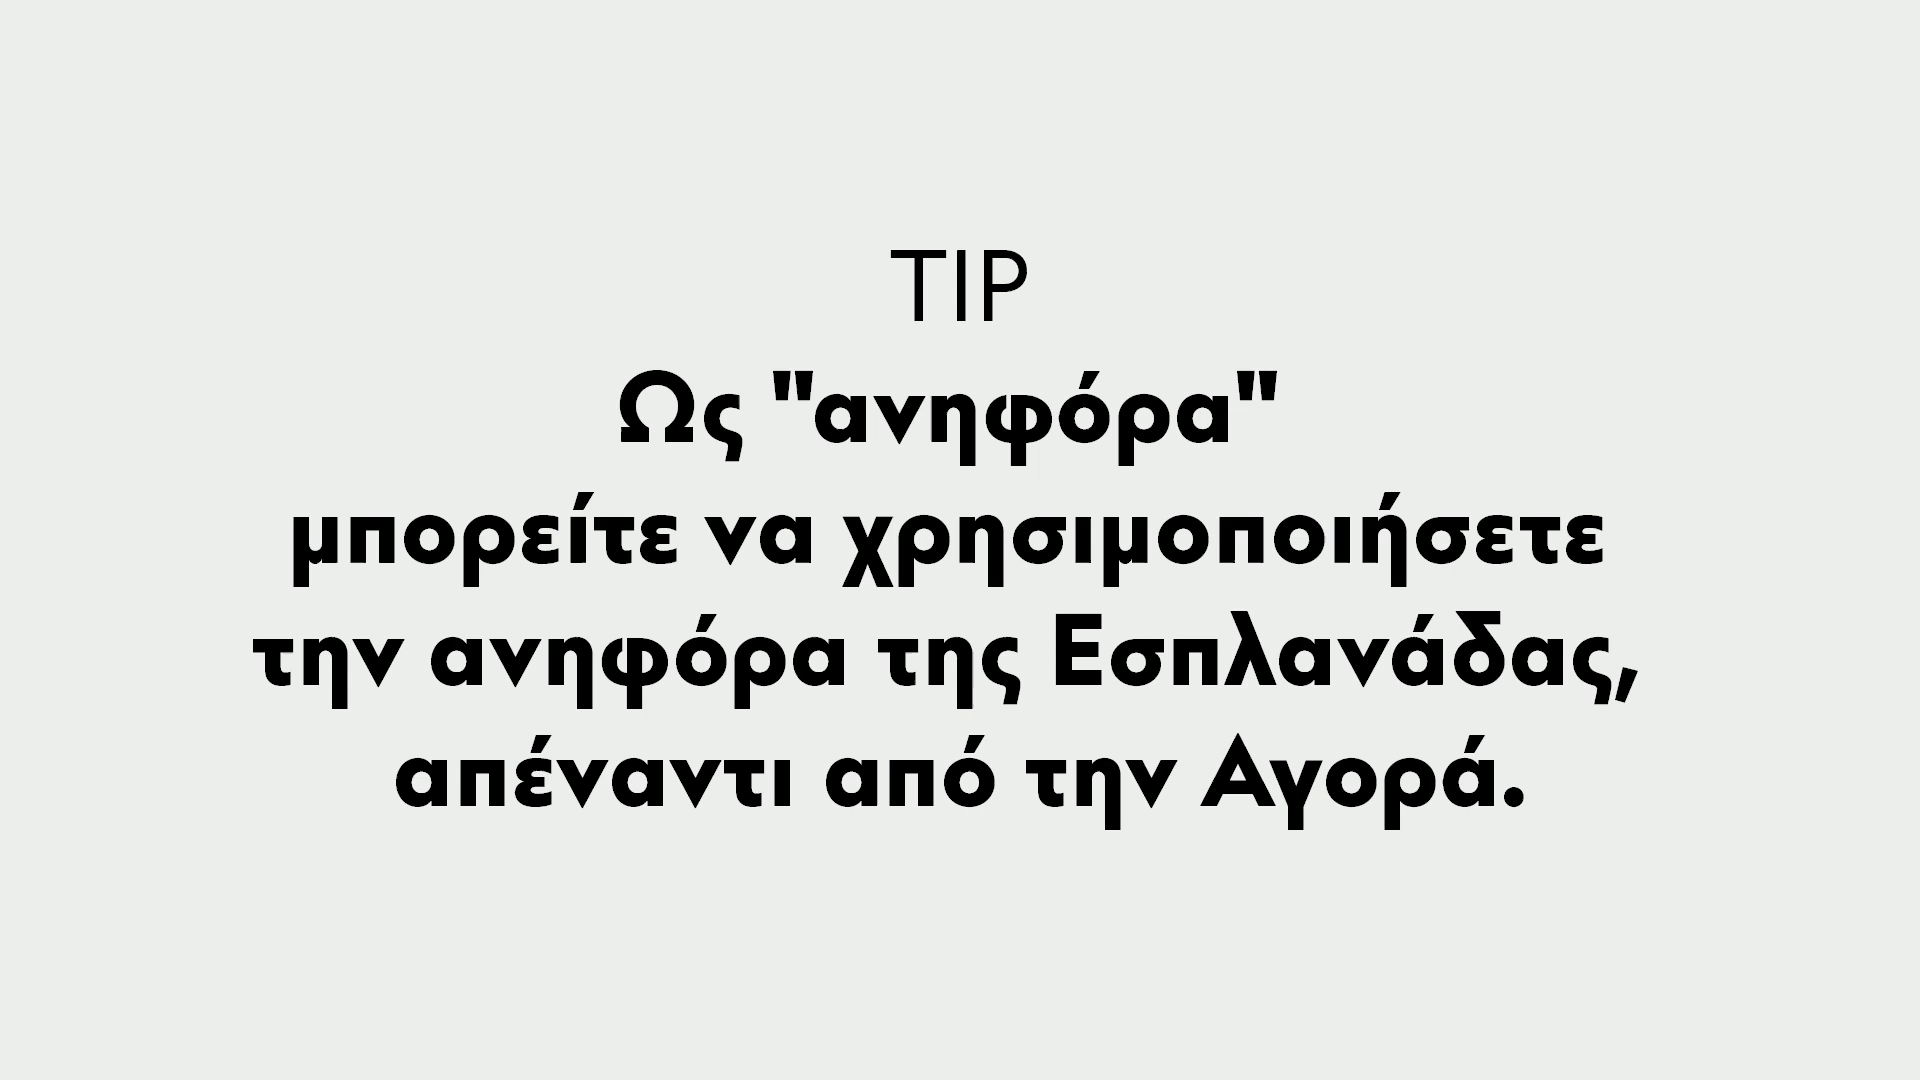 TIP
Ως "ανηφόρα"
μπορείτε να χρησιμοποιήσετε
την ανηφόρα της Εσπλανάδας,
απέναντι από την Αγορά.